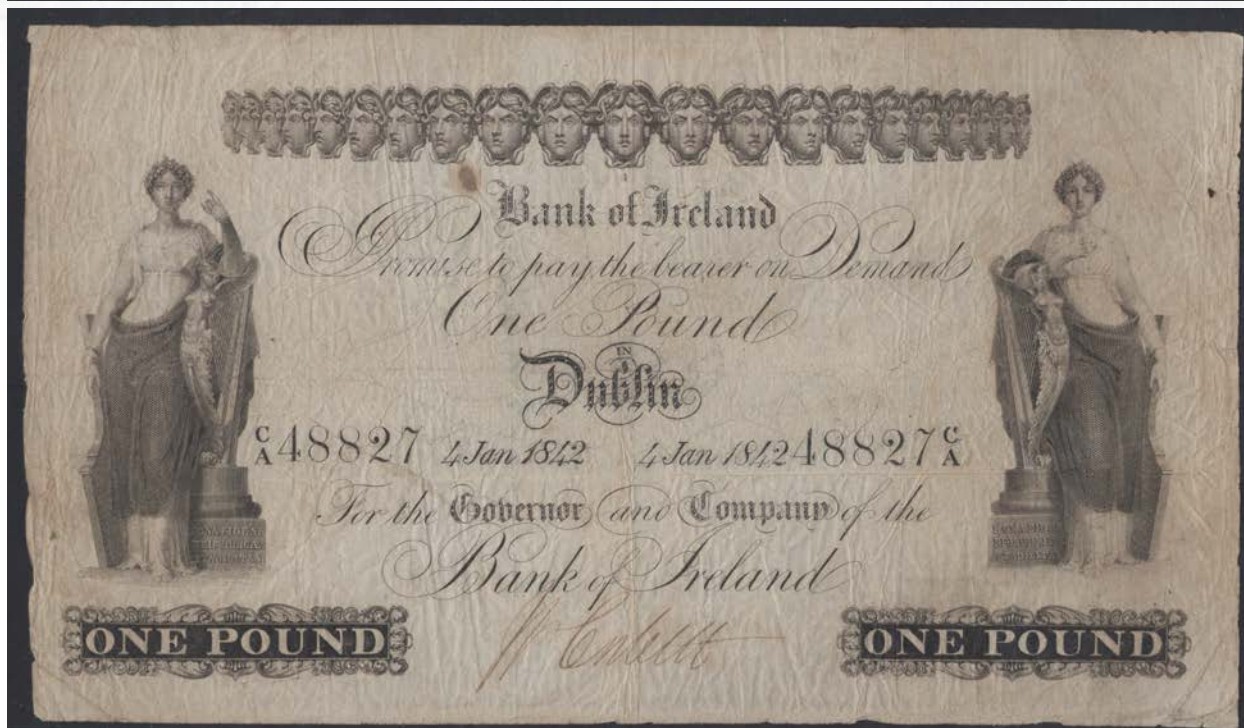 Bank of Ireland
I Promise to pay the bearer on Demand
One Pound
IN
Dublin
C/A 48827 4 Jan 1842 4 Jan 1842 48827 C/A
For the Governor and Company of the
Bank of Ireland
ONE POUND
ONE POUND